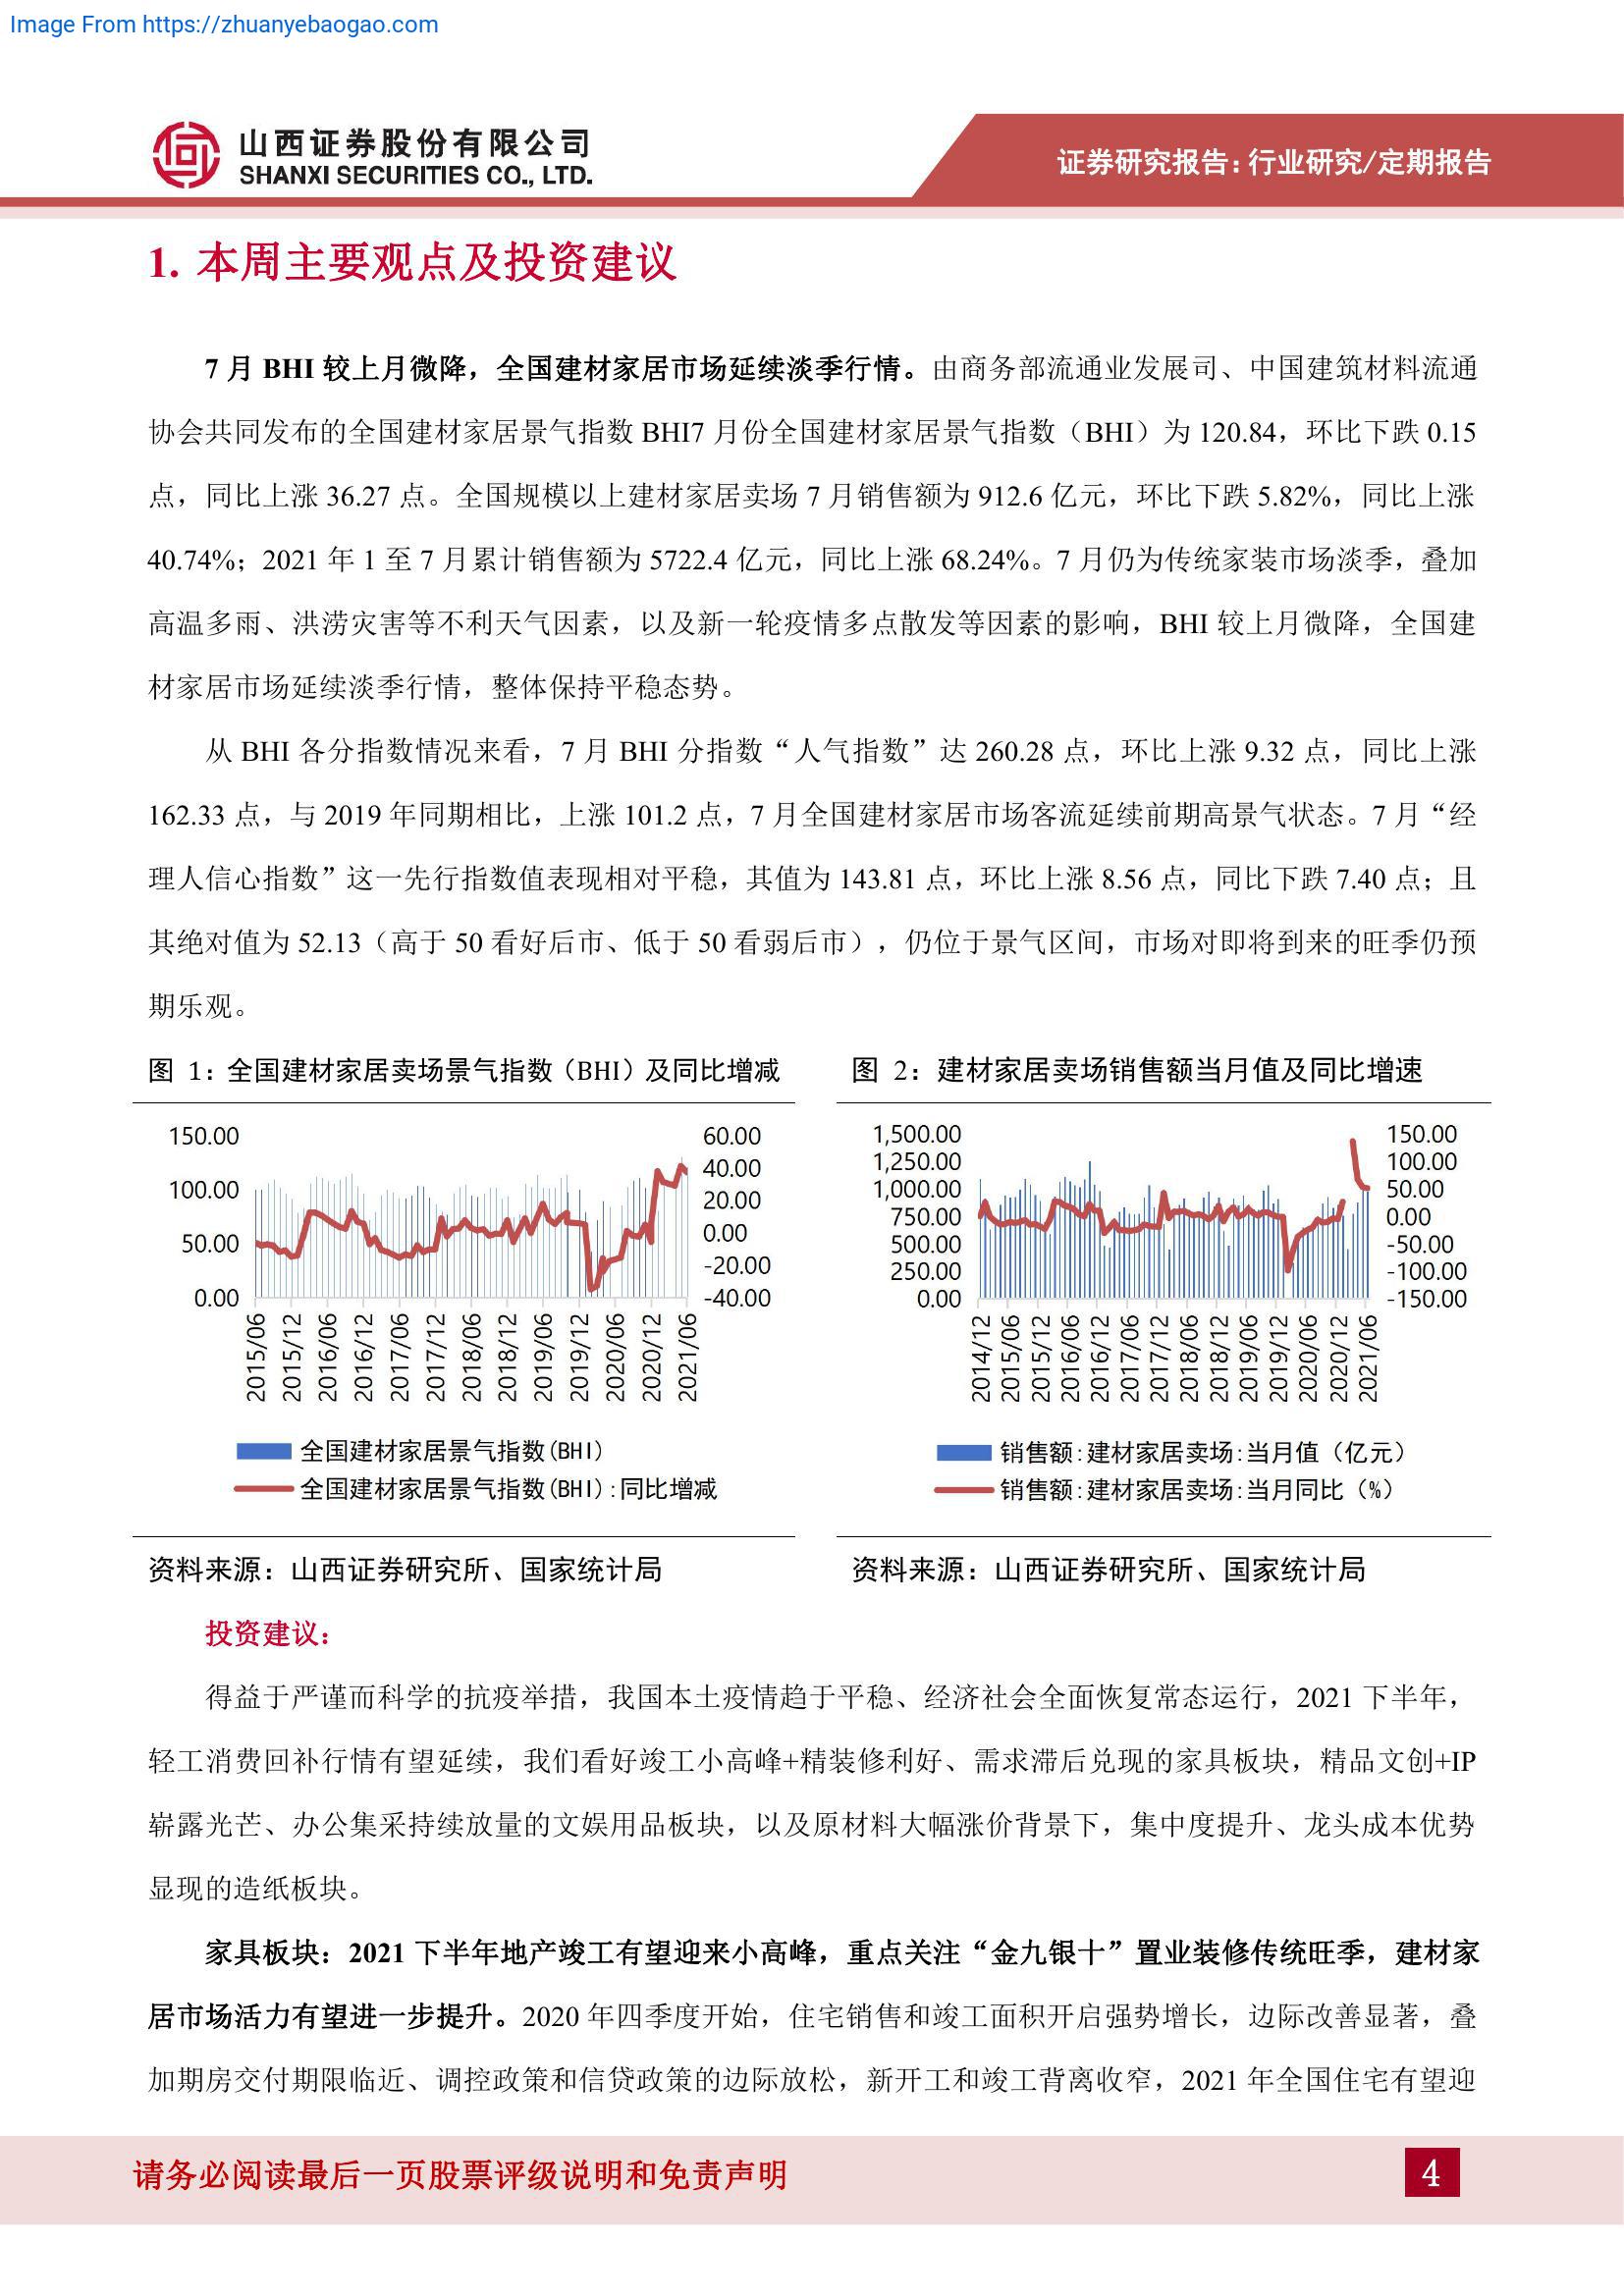 Image From https://zhuanyebaogao.com
山西证券股份有限公司
SHANXI SECURITIES CO., LTD.
证券研究报告：行业研究/定期报告
1. 本周主要观点及投资建议
7 月 BHI 较上月微降，全国建材家居市场延续淡季行情。由商务部流通业发展司、中国建筑材料流通
协会共同发布的全国建材家居景气指数 BHI7 月份全国建材家居景气指数（BHI）为 120.84，环比下跌 0.15
点，同比上涨 36.27 点。全国规模以上建材家居卖场 7 月销售额为 912.6 亿元，环比下跌 5.82%，同比上涨
40.74%；2021 年 1 至 7 月累计销售额为 5722.4 亿元，同比上涨 68.24%。7 月仍为传统家装市场淡季，叠加
高温多雨、洪涝灾害等不利天气因素，以及新一轮疫情多点散发等因素的影响，BHI 较上月微降，全国建
材家居市场延续淡季行情，整体保持平稳态势。
从 BHI 各分指数情况来看，7 月 BHI 分指数“人气指数”达 260.28 点，环比上涨 9.32 点，同比上涨
162.33 点，与 2019 年同期相比，上涨 101.2 点，7 月全国建材家居市场客流延续前期高景气状态。7 月“经
理人信心指数”这一先行指数值表现相对平稳，其值为 143.81 点，环比上涨 8.56 点，同比下跌 7.40 点；且
其绝对值为 52.13（高于 50 看好后市、低于 50 看弱后市），仍位于景气区间，市场对即将到来的旺季仍预
期乐观。
图 1：全国建材家居卖场景气指数（BHI）及同比增减
150.00
100.00
50.00
0.00
60.00
40.00
20.00
0.00
-20.00
-40.00
2015/06
2015/12
2016/06
2016/12
2017/06
2017/12
2018/06
2018/12
2019/06
2019/12
2020/06
2020/12
2021/06
全国建材家居景气指数(BHI)
全国建材家居景气指数(BHI):同比增减
资料来源：山西证券研究所、国家统计局
图 2：建材家居卖场销售额当月值及同比增速
1,500.00
1,250.00
1,000.00
750.00
500.00
250.00
0.00
150.00
100.00
50.00
0.00
-50.00
-100.00
-150.00
2014/12
2015/06
2015/12
2016/06
2016/12
2017/06
2017/12
2018/06
2018/12
2019/06
2019/12
2020/06
2020/12
2021/06
销售额:建材家居卖场:当月值（亿元）
销售额:建材家居卖场:当月同比（%）
资料来源：山西证券研究所、国家统计局
投资建议：
得益于严谨而科学的抗疫举措，我国本土疫情趋于平稳、经济社会全面恢复常态运行，2021 下半年，
轻工消费回补行情有望延续，我们看好竣工小高峰+精装修利好、需求滞后兑现的家具板块，精品文创+IP
崭露光芒、办公集采持续放量的文娱用品板块，以及原材料大幅涨价背景下，集中度提升、龙头成本优势
显现的造纸板块。
家具板块：2021 下半年地产竣工有望迎来小高峰，重点关注“金九银十”置业装修传统旺季，建材家
居市场活力有望进一步提升。2020 年四季度开始，住宅销售和竣工面积开启强势增长，边际改善显著，叠
加期房交付期限临近、调控政策和信贷政策的边际放松，新开工和竣工背离收窄，2021 年全国住宅有望迎
请务必阅读最后一页股票评级说明和免责声明
4